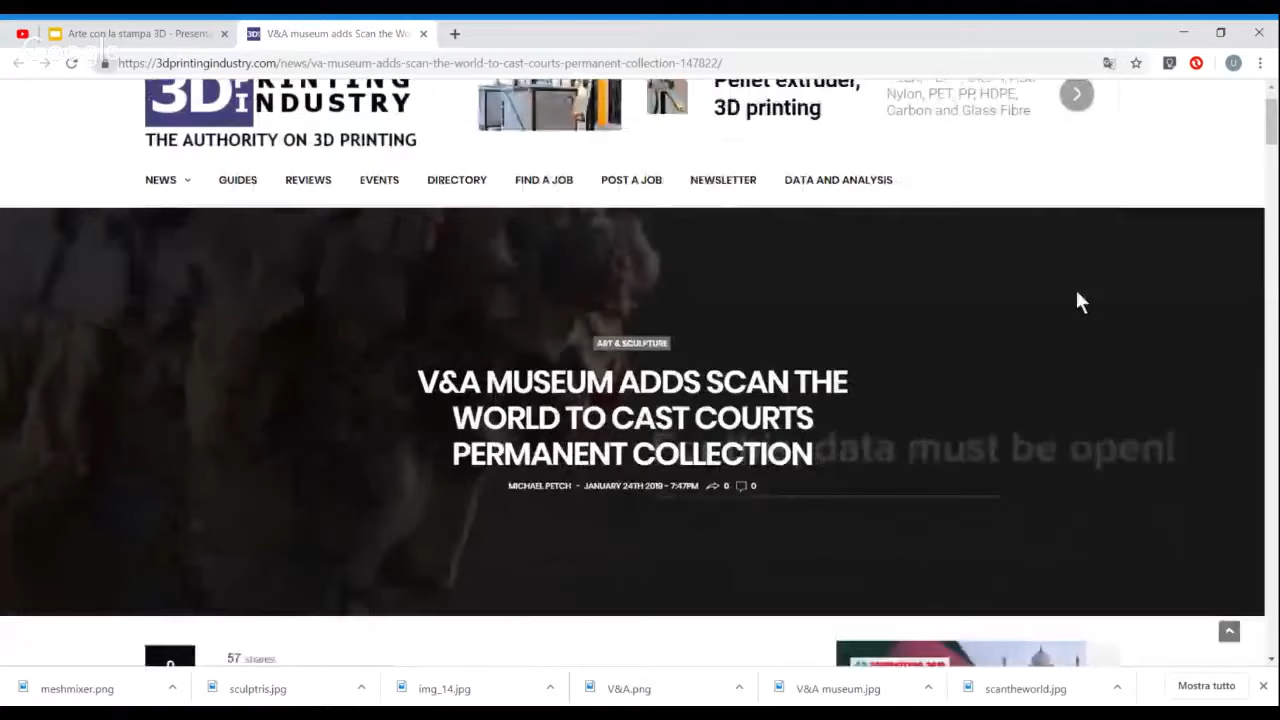 Arte con la stampa 3D - Present
V&A museum adds Scan the Wo
Google
https://3dprintingindustry.com/news/va-museum-adds-scan-the-world-to-cast-courts-permanent-collection-147822/
3D PRINTING
INDUSTRY
THE AUTHORITY ON 3D PRINTING
Pellet extruder,
3D printing
Nylon, PET, PP, HDPE,
Carbon and Glass Fibre
NEWS GUIDES REVIEWS EVENTS DIRECTORY FIND A JOB POST A JOB NEWSLETTER DATA AND ANALYSIS
ART & SCULPTURE
V&A MUSEUM ADDS SCAN THE
WORLD TO CAST COURTS
PERMANENT COLLECTION
data must be open!
MICHAEL PETCH - JANUARY 24TH 2019 - 7:47PM 0 0
57 shares
meshmixer.png sculptris.jpg img_14.jpg V&A.png V&A museum.jpg scantheworld.jpg Mostra tutto